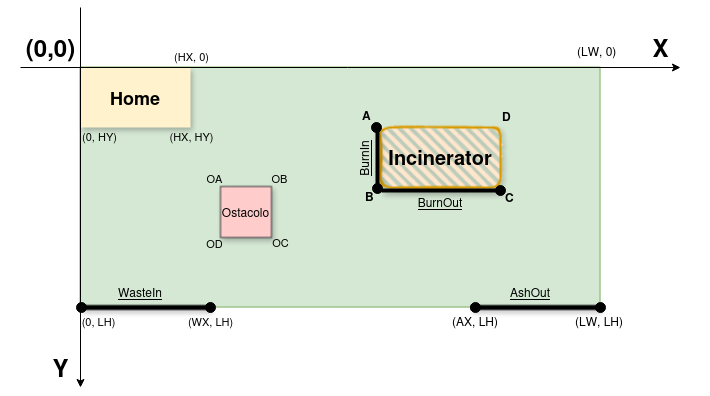 (0,0)
(HX, 0)
(LW, 0)
X
Home
(0, HY)
(HX, HY)
A
D
BurnIn
Incinerator
B
C
BurnOut
OA
OB
Ostacolo
OD
OC
WasteIn
AshOut
(0, LH)
(WX, LH)
(AX, LH)
(LW, LH)
Y